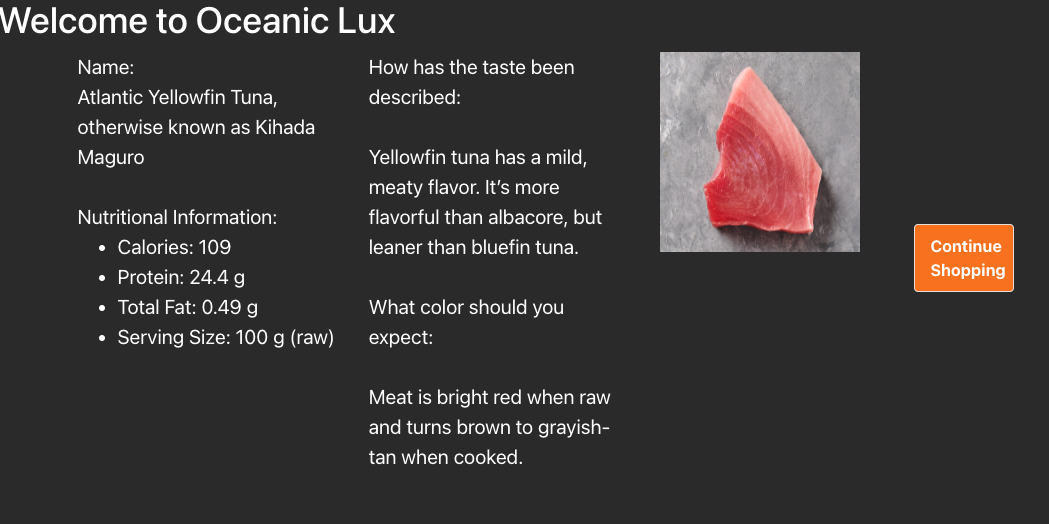 Welcome to Oceanic Lux
Name:
Atlantic Yellowfin Tuna,
otherwise known as Kihada
Maguro
Nutritional Information:
• Calories: 109
• Protein: 24.4 g
• Total Fat: 0.49 g
• Serving Size: 100 g (raw)
How has the taste been
described:
Yellowfin tuna has a mild,
meaty flavor. It’s more
flavorful than albacore, but
leaner than bluefin tuna.
What color should you
expect:
Meat is bright red when raw
and turns brown to grayish-
tan when cooked.
Continue
Shopping